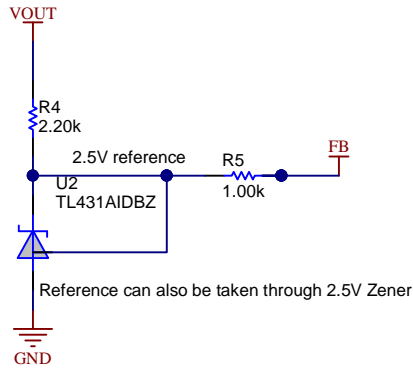 VOUT
R4
2.20k
2.5V reference
R5
1.00k
FB
U2
TL431AIDBZ
Reference can also be taken through 2.5V Zener
GND